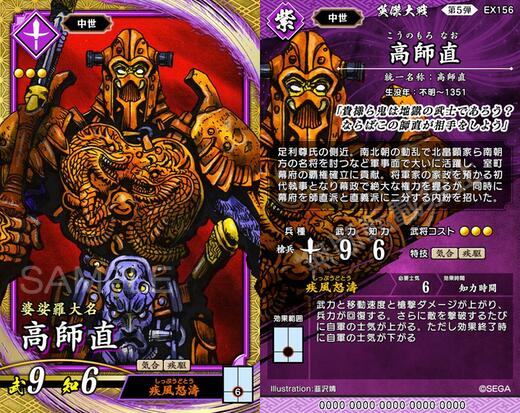 中世
SAMPLE
婆娑羅大名
高師直
気合 疾駆
武9 知6
しっぷうどとう
疾風怒濤
6
紫
中世
英傑大戦
第5弾
EX156
こうのもろ なお
高師直
統一名称：高師直
生没年：不明～1351
「貴様ら鬼は地獄の武士であろう？
ならばこの師直が相手をしよう」
足利尊氏の側近。南北朝の動乱で北畠顕家ら南朝
方の名将を討つなど軍事面で大いに活躍し、室町
幕府の覇権確立に貢献。将軍家の家政を預かる初
代執事となり幕政で絶大な権力を握るが、同時に
幕府を師直派と直義派に二分する内紛を招いた。
兵種 武力 知力 武将コスト
槍兵 9 6 特技 気合 疾駆
しっぷうどとう 必要士気 効果時間
疾風怒濤 6 知力時間
効果範囲
武力と移動速度と槍撃ダメージが上がり、
兵力が回復する。さらに敵を撃破するたび
に自軍の士気が上がる。ただし効果終了時
に自軍の士気が下がる
Illustration:韮沢靖
©SEGA
0000 0000 0000 0000 0000